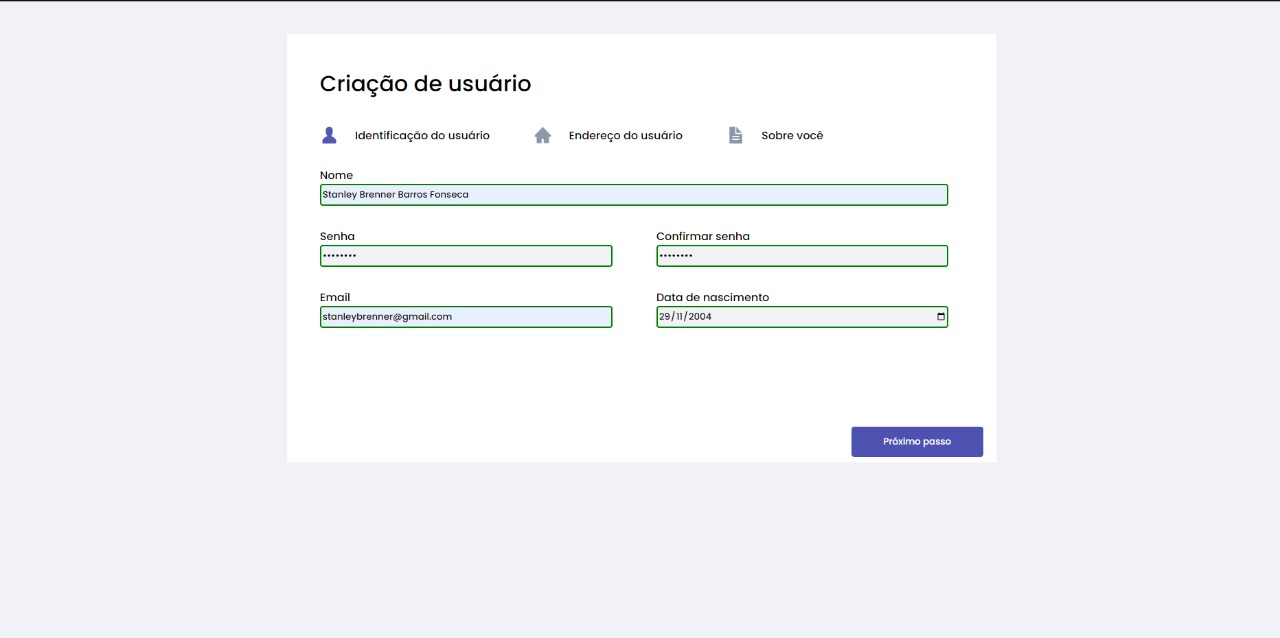 Criação de usuário
Identificação do usuário Endereço do usuário Sobre você
Nome
Stanley Brenner Barros Fonseca
Senha Confirmar senha
•••••••• ••••••••
Email Data de nascimento
stanleybrenner@gmail.com 29/11/2004
Próximo passo